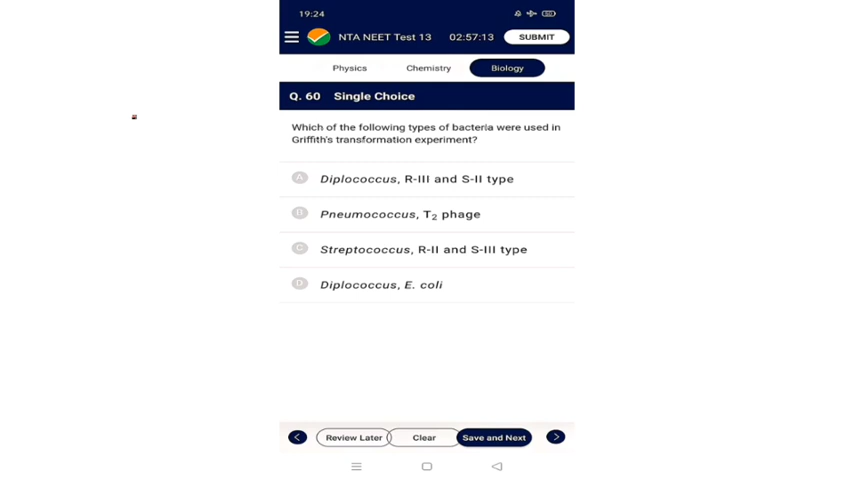 19:24
NTA NEET Test 13 02:57:13 SUBMIT
Physics Chemistry Biology
Q. 60 Single Choice
Which of the following types of bacteria were used in
Griffith's transformation experiment?
A Diplococcus, R-III and S-II type
B Pneumococcus, T₂ phage
C Streptococcus, R-II and S-III type
D Diplococcus, E. coli
Review Later Clear Save and Next